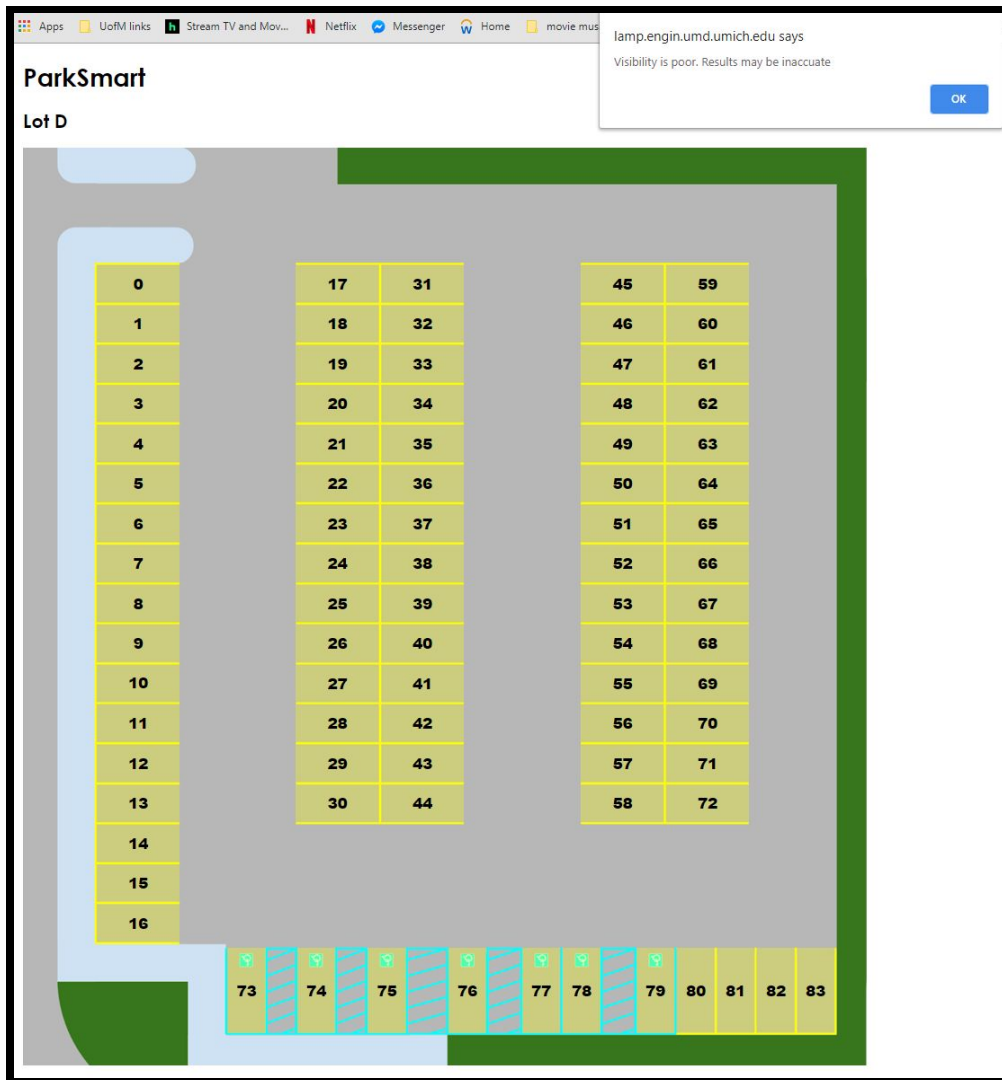 Apps UofM links h Stream TV and Mov... N Netflix Messenger W Home movie mus
lamp.engin.umd.umich.edu says
Visibility is poor. Results may be inaccuate
OK
ParkSmart
Lot D
0 17 31 45 59
1 18 32 46 60
2 19 33 47 61
3 20 34 48 62
4 21 35 49 63
5 22 36 50 64
6 23 37 51 65
7 24 38 52 66
8 25 39 53 67
9 26 40 54 68
10 27 41 55 69
11 28 42 56 70
12 29 43 57 71
13 30 44 58 72
14
15
16
73 74 75 76 77 78 79 80 81 82 83